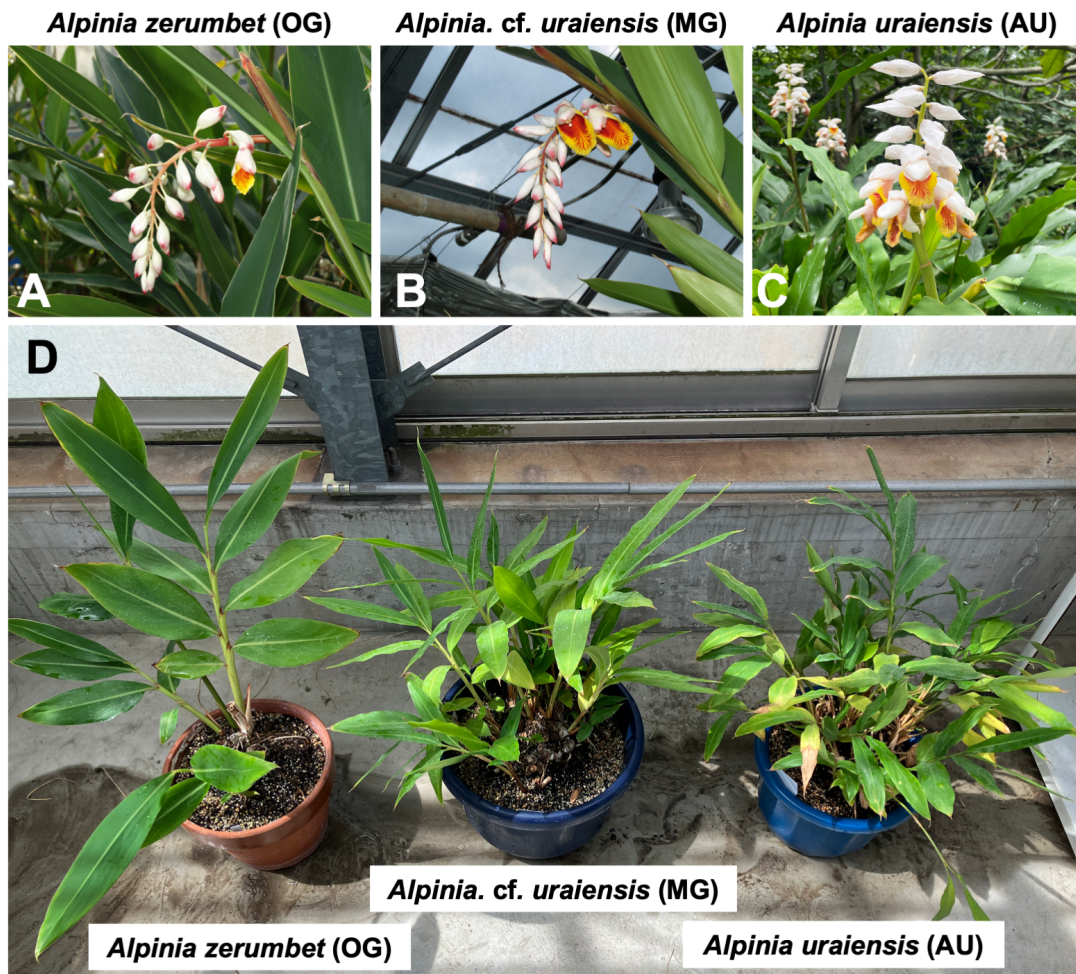 Alpinia zerumbet (OG)
Alpinia. cf. uraiensis (MG)
Alpinia uraiensis (AU)
A
B
C
D
Alpinia. cf. uraiensis (MG)
Alpinia zerumbet (OG)
Alpinia uraiensis (AU)